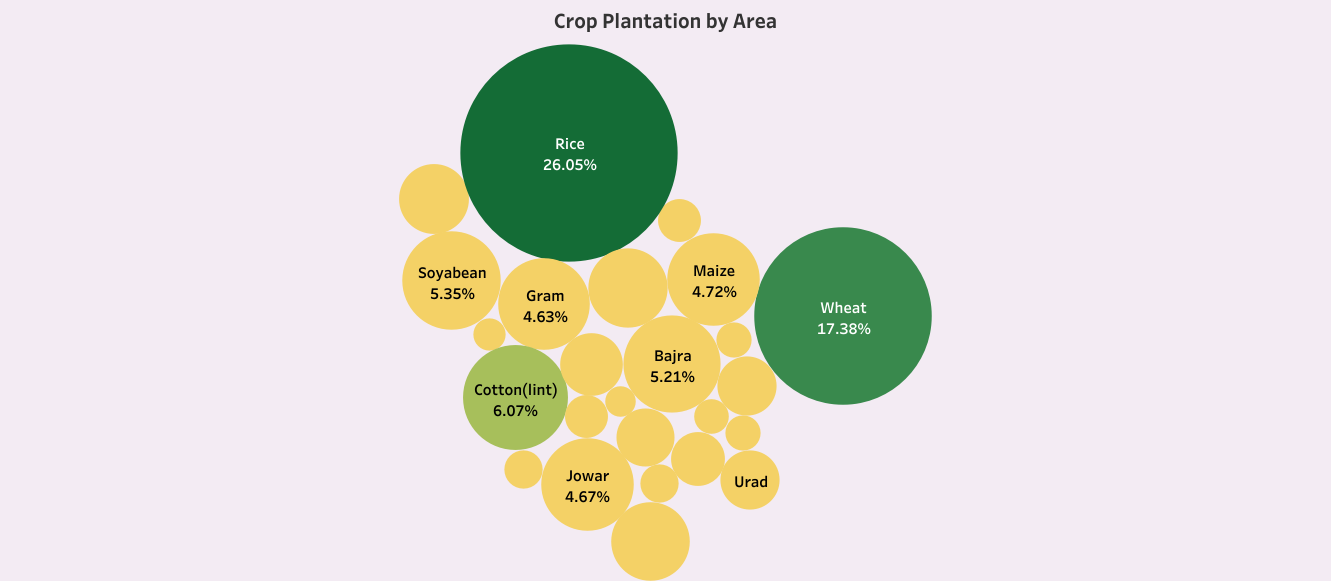 Crop Plantation by Area
Rice
26.05%
Soyabean
5.35%
Gram
4.63%
Maize
4.72%
Wheat
17.38%
Bajra
5.21%
Cotton(lint)
6.07%
Jowar
4.67%
Urad